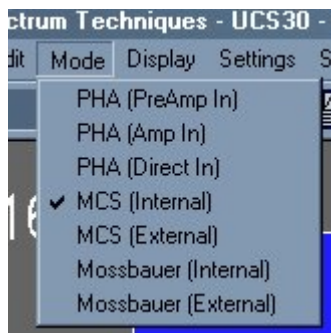 ctrum Techniques - UCS30 -
dit Mode Display Settings S
PHA (PreAmp In)
PHA (Amp In)
PHA (Direct In)
MCS (Internal)
MCS (External)
Mossbauer (Internal)
Mossbauer (External)